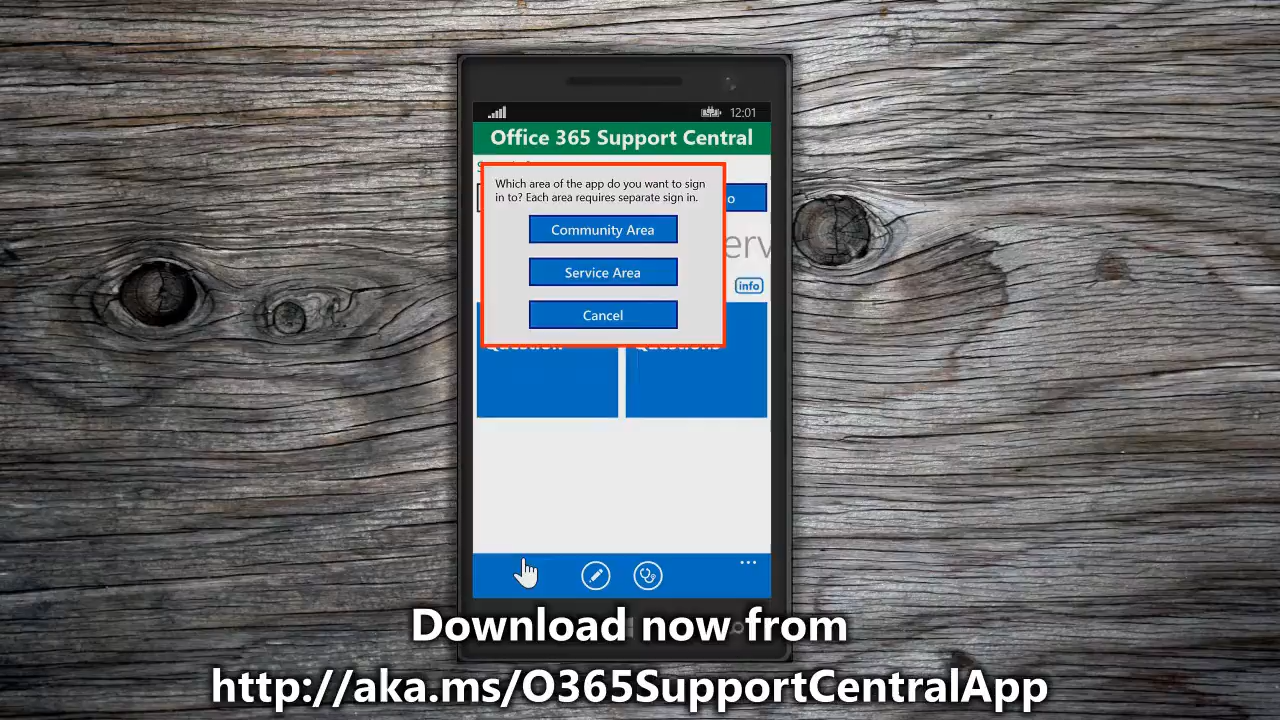 12:01
Office 365 Support Central
Which area of the app do you want to sign
in to? Each area requires separate sign in.
Community Area
Service Area
Cancel
info
Download now from
http://aka.ms/O365SupportCentralApp